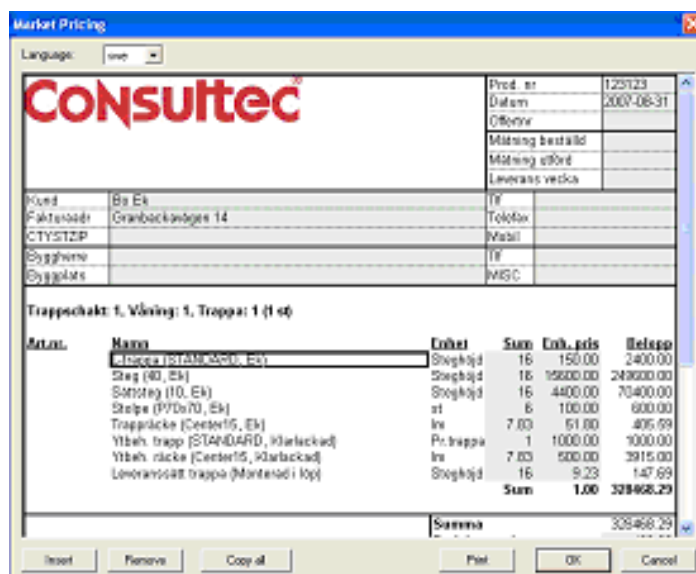 Market Pricing
Language: swe
Consultec®
Prod. nr 123123
Datum 2007-08-31
Offertnr
Mätning beställd
Mätning utförd
Leverans vecka
Kund Bo Ek Tlf
Fakturaadr Granbackavägen 14 Telefax
CTYSTZIP Mobil
Byggherre Tlf
Byggplats MISC
Trappschakt: 1, Våning: 1, Trappa: 1 (1 st)
Art.nr. Namn Enhet Sum Enh. pris Belopp
L-trappa (STANDARD, Ek) Steghöjd 16 150.00 2400.00
Steg (40, Ek) Steghöjd 16 15600.00 249600.00
Sättsteg (10, Ek) Steghöjd 16 4400.00 70400.00
Stolpe (P70x70, Ek) st 6 100.00 600.00
Trappräcke (Center15, Ek) lm 7.83 51.80 405.59
Ytbeh. trapp (STANDARD, Klarlackad) Pr.trappa 1 1000.00 1000.00
Ytbeh. räcke (Center15, Klarlackad) lm 7.83 500.00 3915.00
Leveranssätt trappa (Monterad i löp) Steghöjd 16 9.23 147.69
Sum 1.00 328468.29
Summa 328468.29
Insert Remove Copy all Print OK Cancel